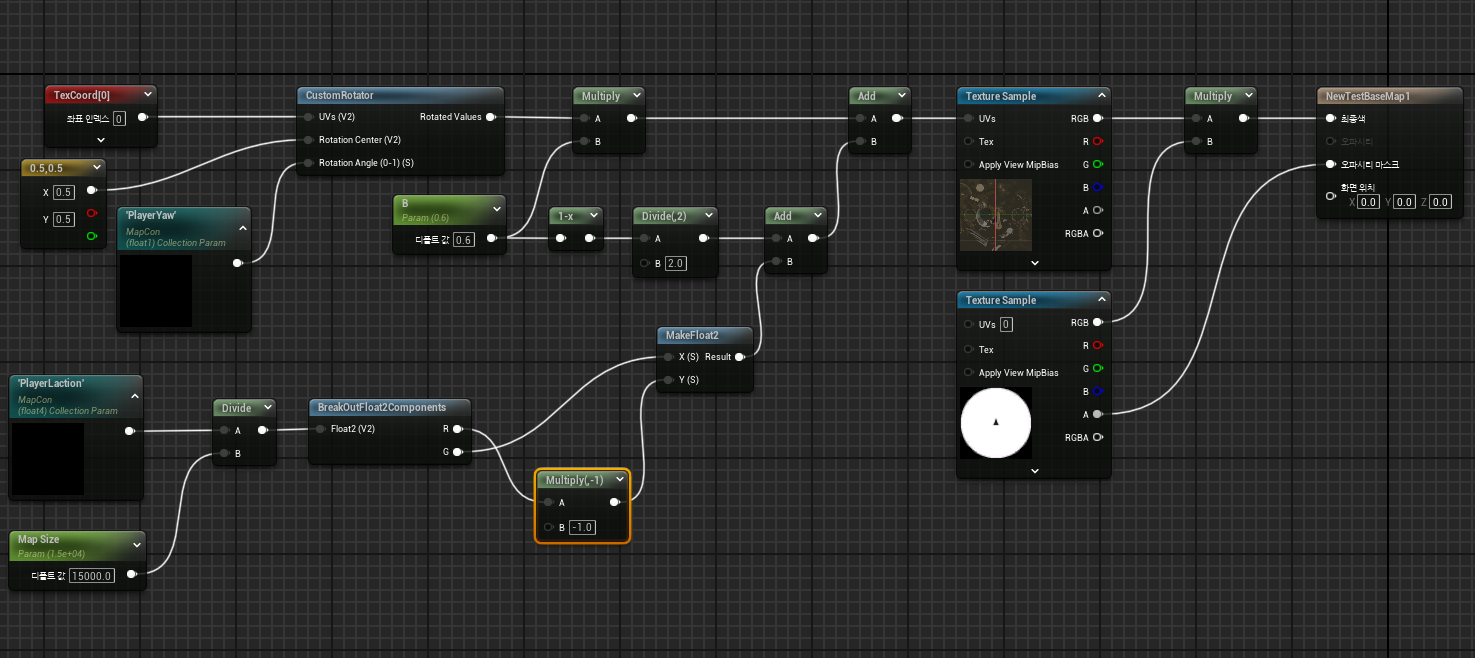 TexCoord[0]
좌표 인덱스 0
0.5,0.5
X 0.5
Y 0.5
'PlayerYaw'
MapCon
(float1) Collection Param
CustomRotator
UVs (V2) Rotated Values
Rotation Center (V2)
Rotation Angle (0-1) (S)
B
Param (0.6)
디폴트 값 0.6
Multiply
A
B
1-x
Divide(,2)
A
B 2.0
Add
A
B
Add
A
B
MakeFloat2
X (S) Result
Y (S)
'PlayerLaction'
MapCon
(float4) Collection Param
Map Size
Param (1.5e+04)
디폴트 값 15000.0
Divide
A
B
BreakOutFloat2Components
Float2 (V2) R
G
Multiply(,-1)
A
B -1.0
Texture Sample
UVs RGB
Tex R
Apply View MipBias G
B
A
RGBA
Texture Sample
UVs 0 RGB
Tex R
Apply View MipBias G
B
A
RGBA
Multiply
A
B
NewTestBaseMap1
최종색
오파시티
오파시티 마스크
화면 위치
X 0.0 Y 0.0 Z 0.0